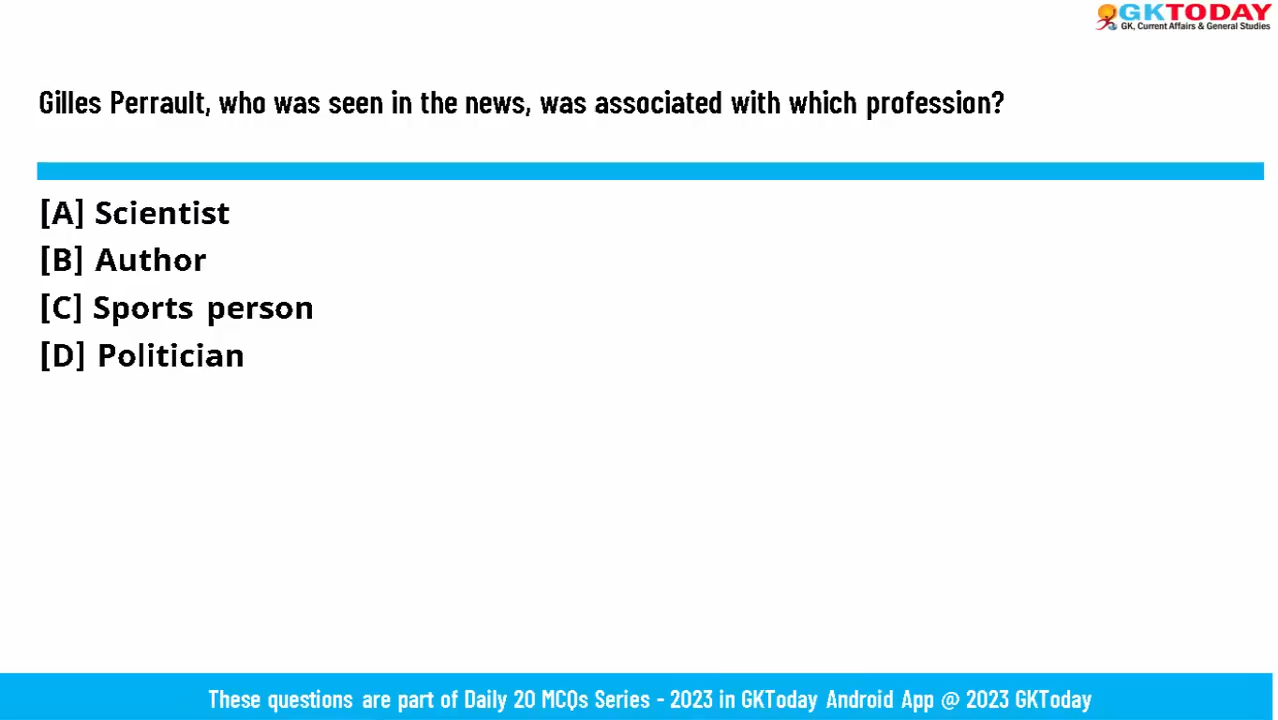 GKTODAY
GK, Current Affairs & General Studies
Gilles Perrault, who was seen in the news, was associated with which profession?
[A] Scientist
[B] Author
[C] Sports person
[D] Politician
These questions are part of Daily 20 MCQs Series - 2023 in GKToday Android App @ 2023 GKToday